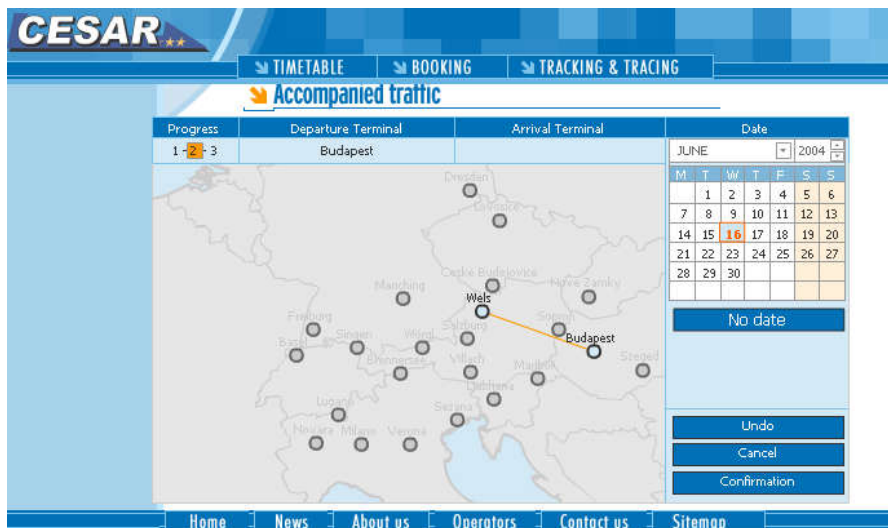 CESAR
TIMETABLE BOOKING TRACKING & TRACING
Accompanied traffic
Progress Departure Terminal Arrival Terminal Date
1 - 2 - 3 Budapest JUNE 2004
M T W T F S S
1 2 3 4 5 6
7 8 9 10 11 12 13
14 15 16 17 18 19 20
21 22 23 24 25 26 27
28 29 30
No date
Undo
Cancel
Confirmation
Dresden
Lovosice
Ceske Budejovice
Nove Zamky
Manching
Wels
Freiburg
Salzburg
Sopron
Budapest
Basel
Singen
Wörgl
Brennersee
Villach
Maribor
Szeged
Ljubljana
Lugano
Sezana
Novara Milano Verona
Home News About us Operators Contact us Sitemap